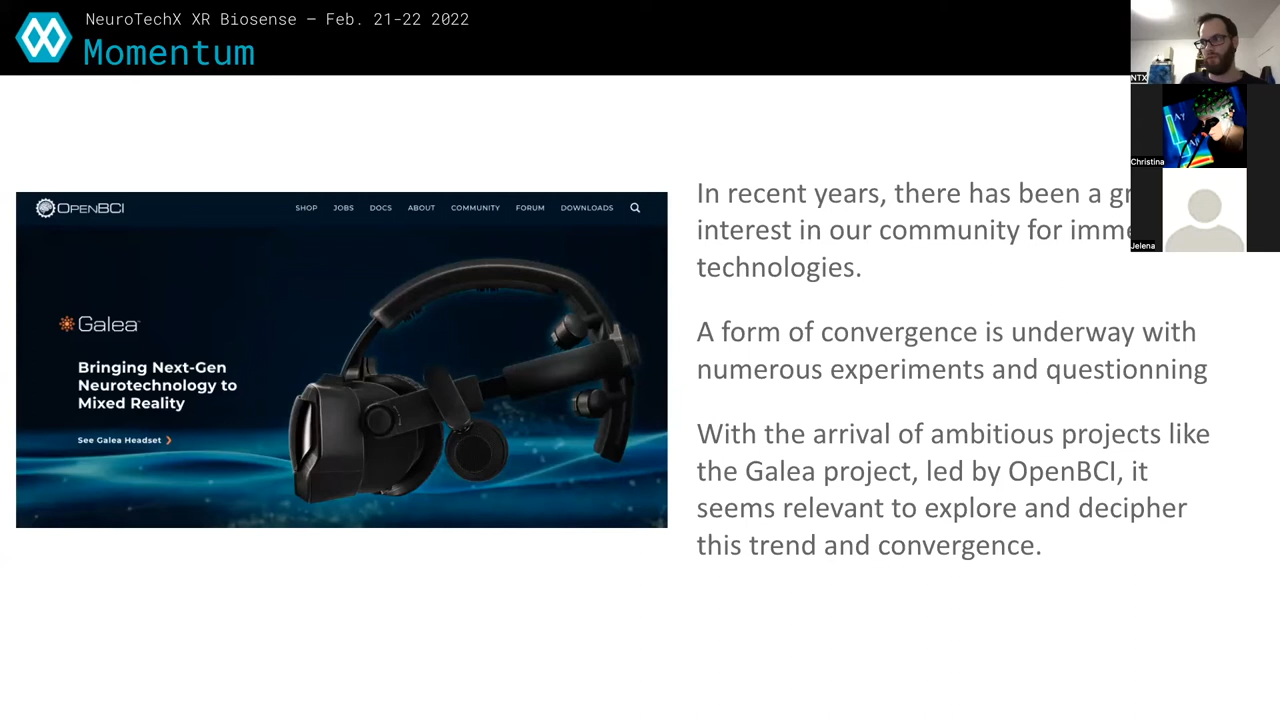 NeuroTechX XR Biosense – Feb. 21-22 2022
Momentum
NTX
Christina
Jelena
OPENBCI
SHOP JOBS DOCS ABOUT COMMUNITY FORUM DOWNLOADS
Galea
Bringing Next-Gen
Neurotechnology to
Mixed Reality
See Galea Headset
In recent years, there has been a
interest in our community for
technologies.
A form of convergence is underway with
numerous experiments and questionning
With the arrival of ambitious projects like
the Galea project, led by OpenBCI, it
seems relevant to explore and decipher
this trend and convergence.